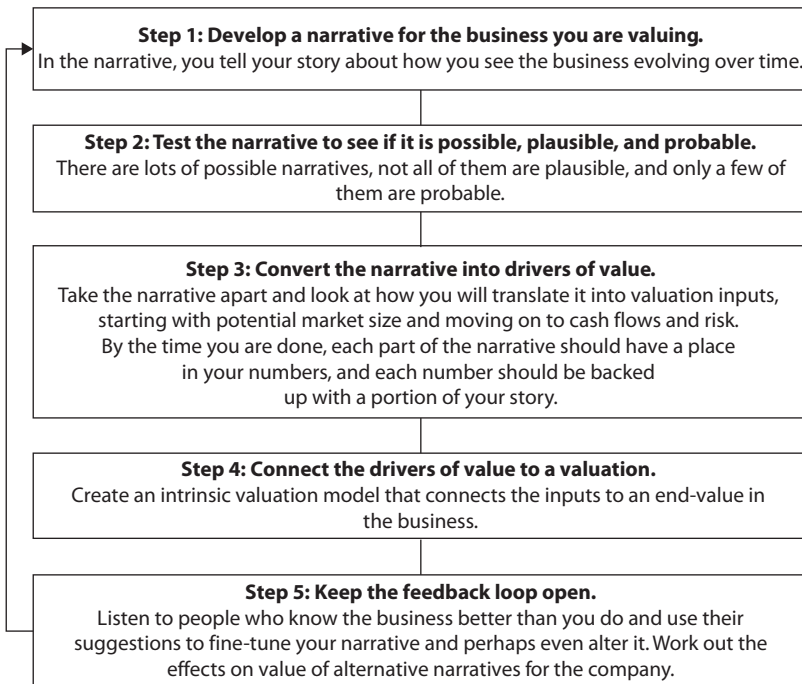 Step 1: Develop a narrative for the business you are valuing.
In the narrative, you tell your story about how you see the business evolving over time.
Step 2: Test the narrative to see if it is possible, plausible, and probable.
There are lots of possible narratives, not all of them are plausible, and only a few of
them are probable.
Step 3: Convert the narrative into drivers of value.
Take the narrative apart and look at how you will translate it into valuation inputs,
starting with potential market size and moving on to cash flows and risk.
By the time you are done, each part of the narrative should have a place
in your numbers, and each number should be backed
up with a portion of your story.
Step 4: Connect the drivers of value to a valuation.
Create an intrinsic valuation model that connects the inputs to an end-value in
the business.
Step 5: Keep the feedback loop open.
Listen to people who know the business better than you do and use their
suggestions to fine-tune your narrative and perhaps even alter it. Work out the
effects on value of alternative narratives for the company.